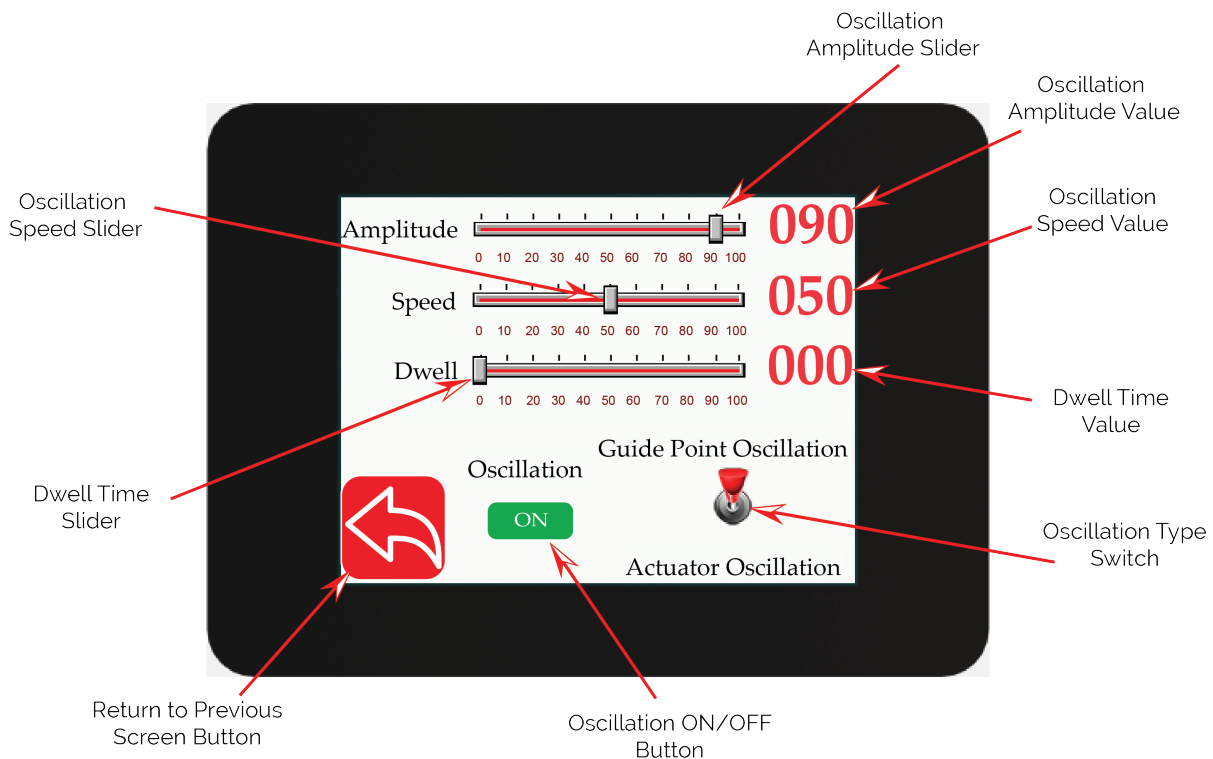 Oscillation
Amplitude Slider
Oscillation
Amplitude Value
Oscillation
Speed Slider
Oscillation
Speed Value
Amplitude
090
0 10 20 30 40 50 60 70 80 90 100
Speed
050
0 10 20 30 40 50 60 70 80 90 100
Dwell
000
0 10 20 30 40 50 60 70 80 90 100
Dwell Time
Value
Guide Point Oscillation
Oscillation
ON
Dwell Time
Slider
Oscillation Type
Switch
Actuator Oscillation
Return to Previous
Screen Button
Oscillation ON/OFF
Button